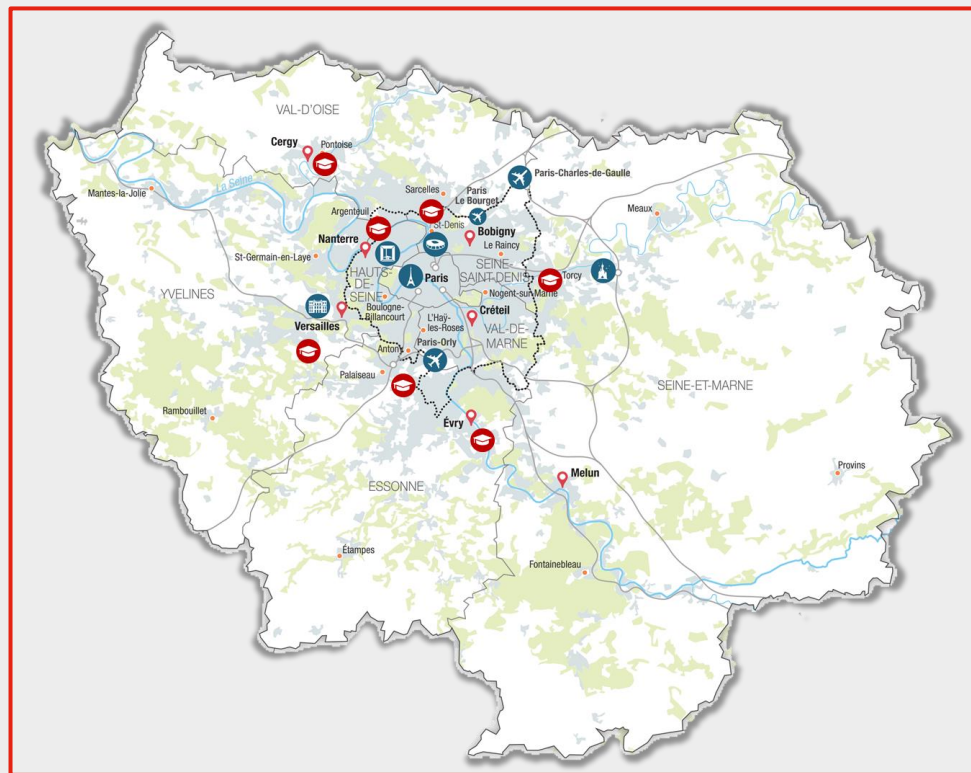 VAL-D'OISE
Cergy
Pontoise
Mantes-la-Jolie
La Seine
Sarcelles
Paris
Le Bourget
Paris-Charles-de-Gaulle
Meaux
Argenteuil
St-Denis
Bobigny
Nanterre
Le Raincy
St-Germain-en-Laye
HAUTS-
DE-
SEINE
Paris
SEINE-
SAINT-DENIS
Torcy
YVELINES
Nogent-sur-Marne
Boulogne-
Billancourt
Versailles
L'Haÿ-
les-Roses
Créteil
VAL-DE-
MARNE
Antony
Paris-Orly
Palaiseau
SEINE-ET-MARNE
Rambouillet
Évry
Melun
Provins
ESSONNE
Étampes
Fontainebleau